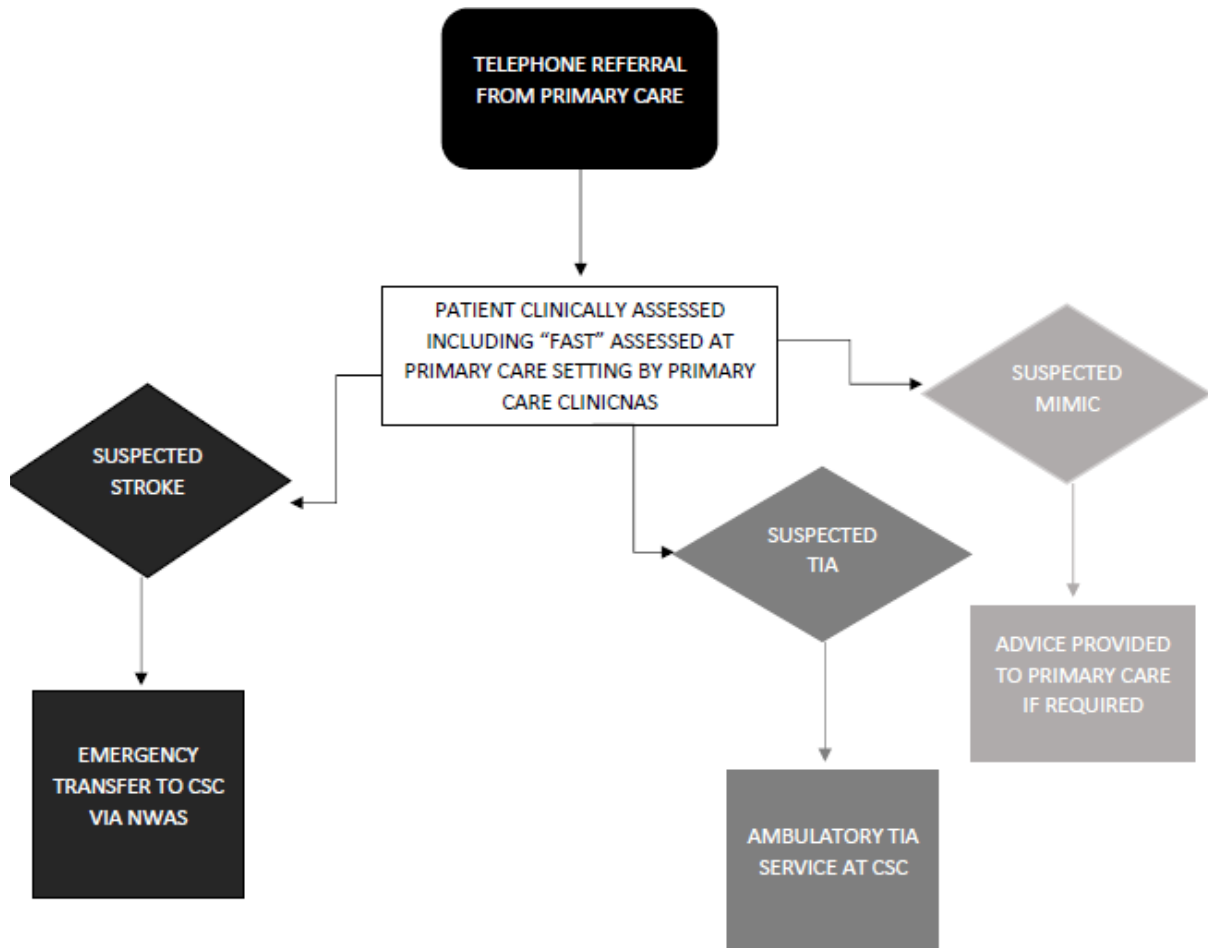 TELEPHONE REFERRAL
FROM PRIMARY CARE
PATIENT CLINICALLY ASSESSED
INCLUDING “FAST” ASSESSED AT
PRIMARY CARE SETTING BY PRIMARY
CARE CLINICNAS
SUSPECTED
STROKE
SUSPECTED
TIA
SUSPECTED
MIMIC
EMERGENCY
TRANSFER TO CSC
VIA NWAS
AMBULATORY TIA
SERVICE AT CSC
ADVICE PROVIDED
TO PRIMARY CARE
IF REQUIRED